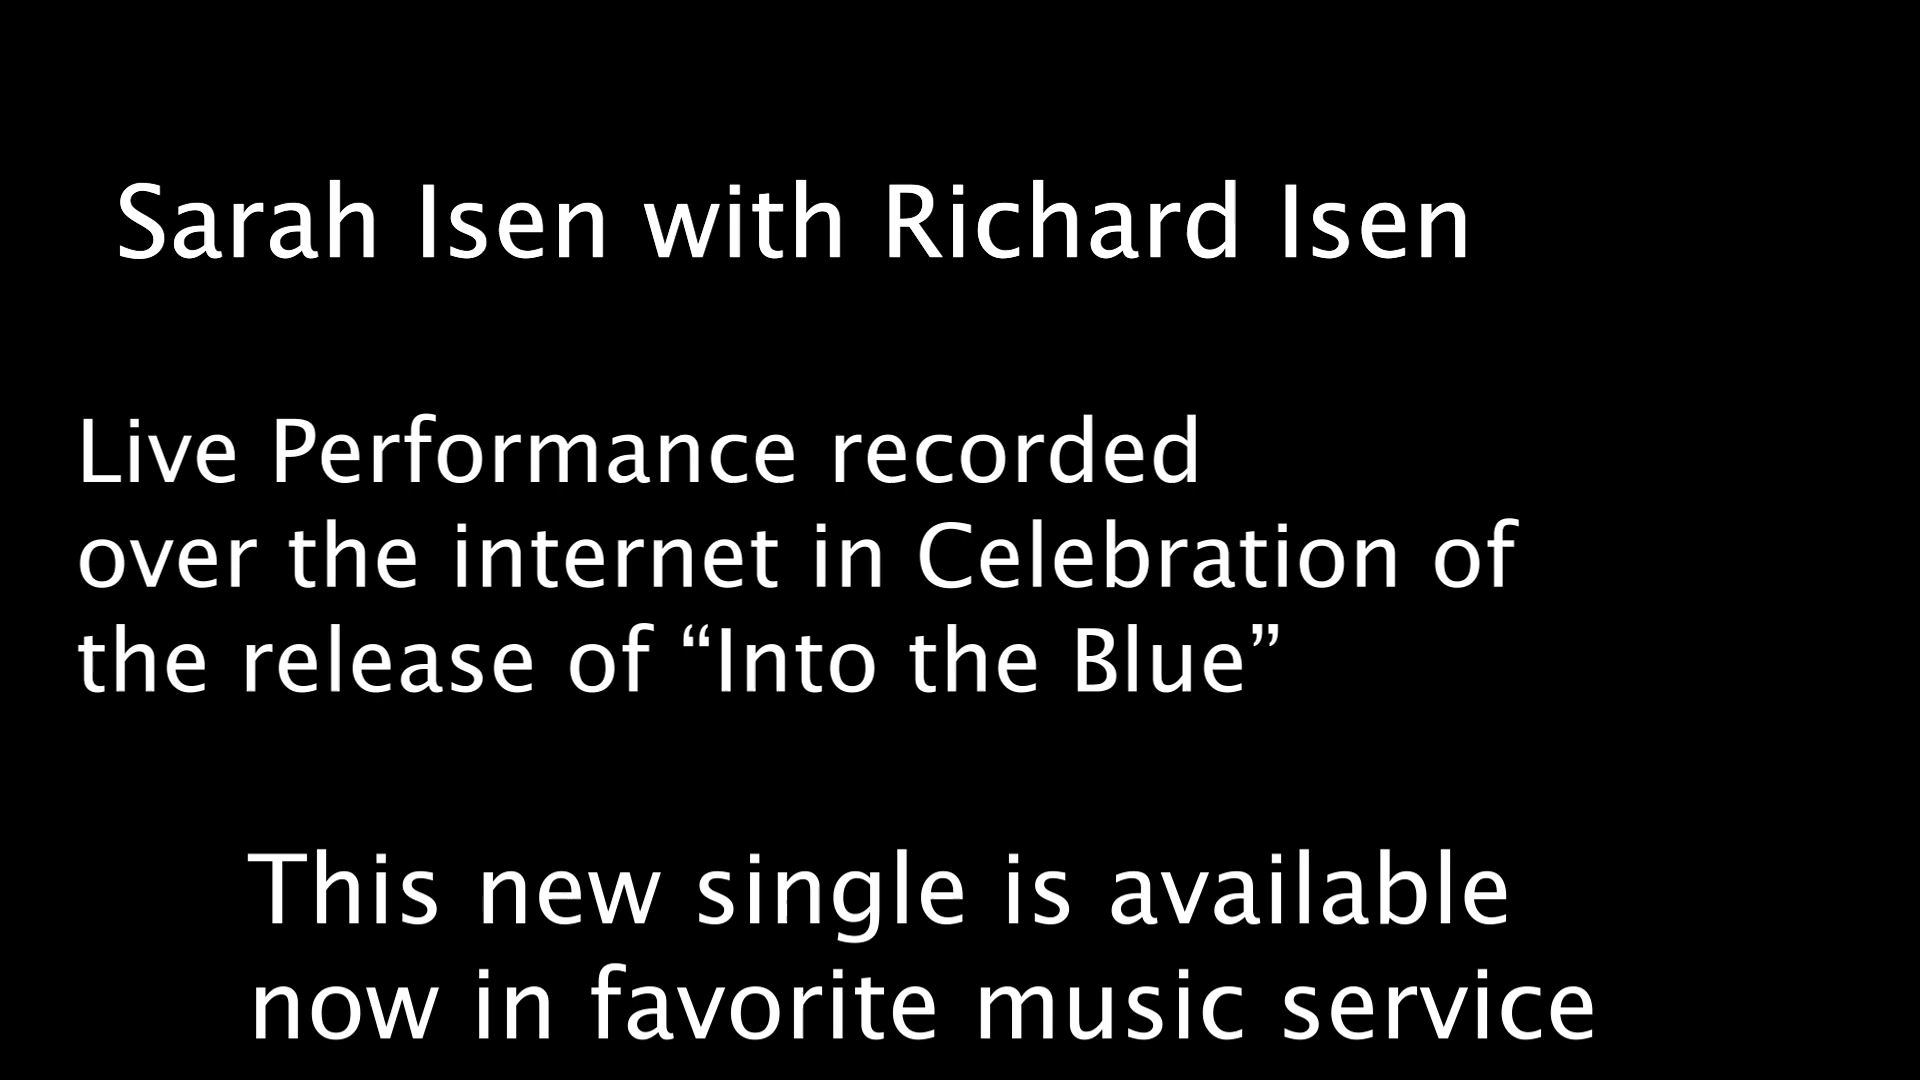 Sarah Isen with Richard Isen
Live Performance recorded
over the internet in Celebration of
the release of “Into the Blue”
This new single is available
now in favorite music service